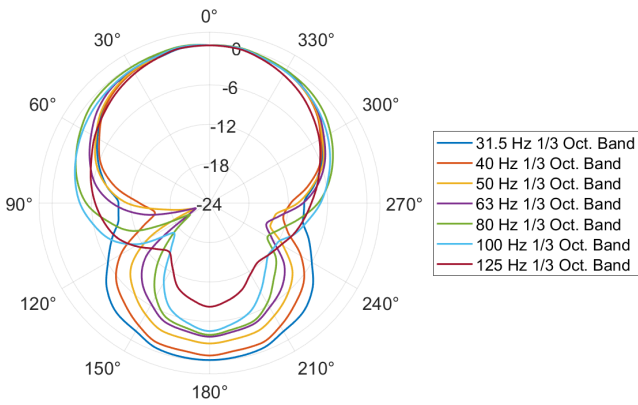 0°
30°
330°
0
-6
60°
300°
-12
-18
90°
-24
270°
120°
240°
150°
210°
180°
31.5 Hz 1/3 Oct. Band
40 Hz 1/3 Oct. Band
50 Hz 1/3 Oct. Band
63 Hz 1/3 Oct. Band
80 Hz 1/3 Oct. Band
100 Hz 1/3 Oct. Band
125 Hz 1/3 Oct. Band